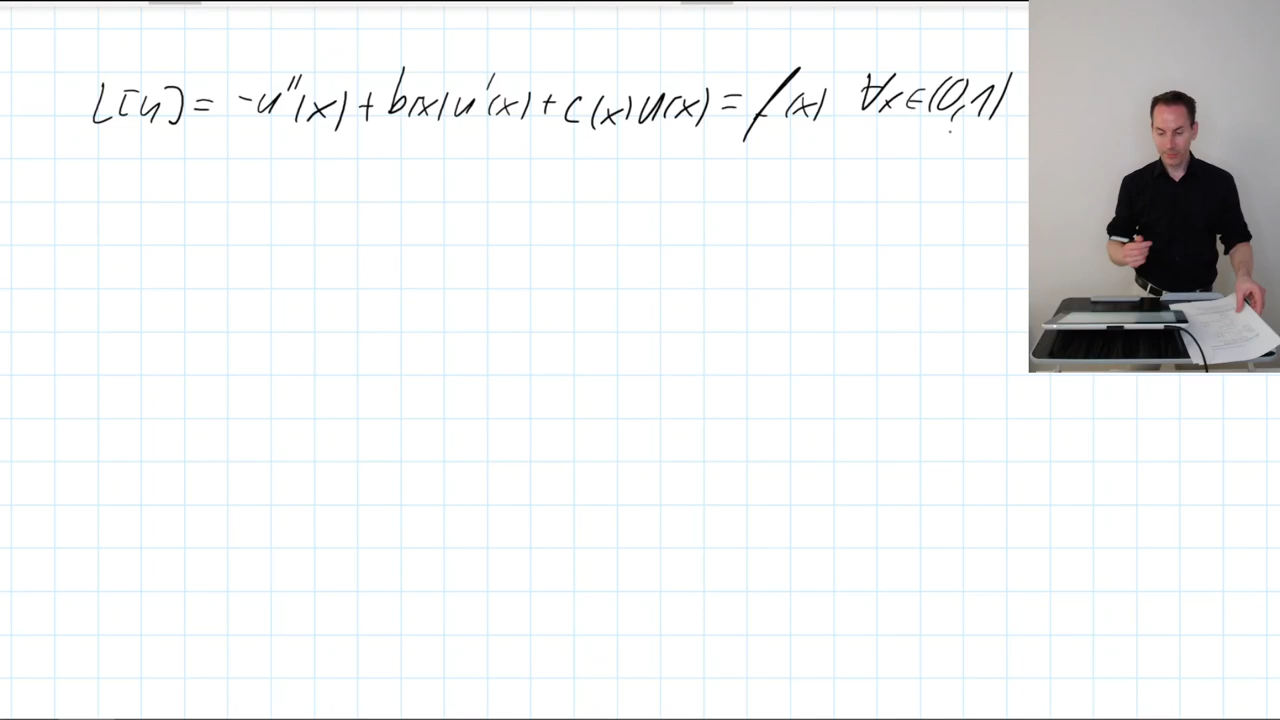 L[u] = -u''(x) + b(x)u'(x) + c(x)u(x) = f(x) ∀x∈(0,1)